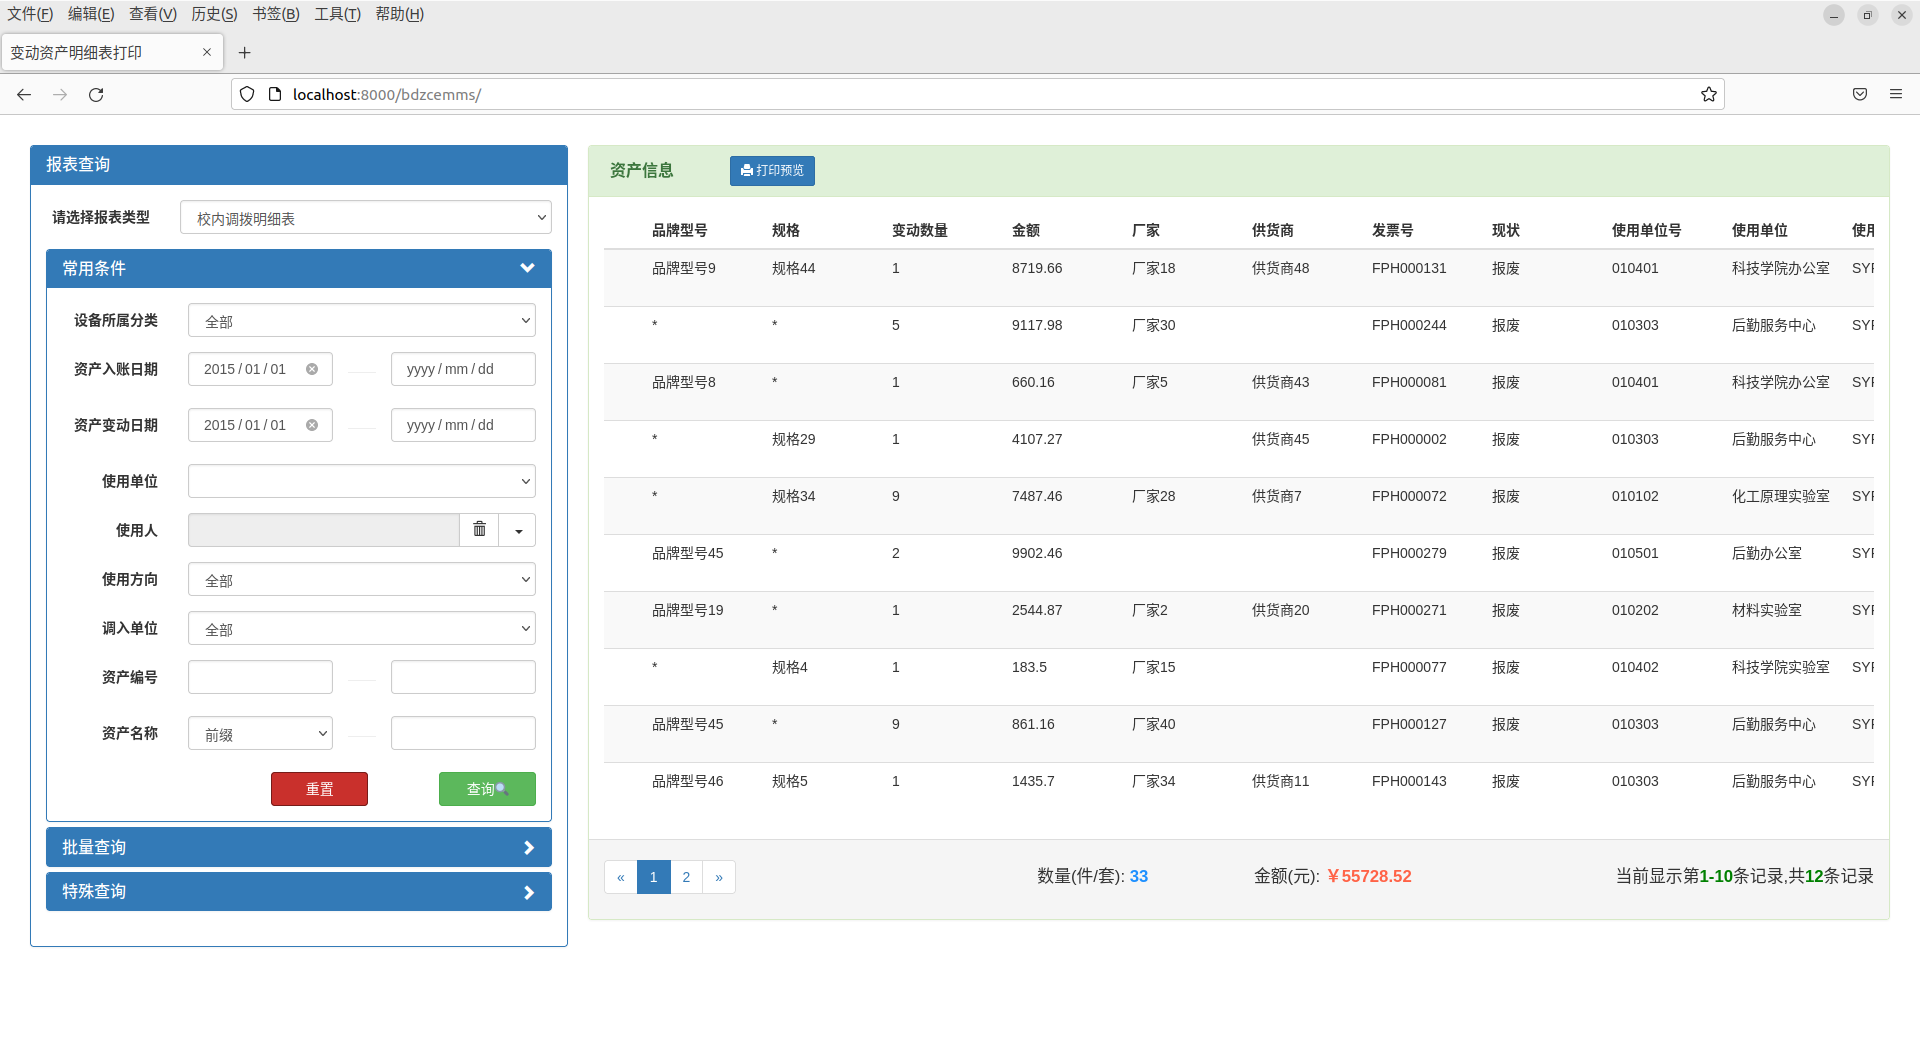 文件(F) 编辑(E) 查看(V) 历史(S) 书签(B) 工具(T) 帮助(H)
变动资产明细表打印
localhost:8000/bdzcemms/
报表查询
请选择报表类型 校内调拨明细表
常用条件
设备所属分类 全部
资产入账日期 2015/01/01 yyyy/mm/dd
资产变动日期 2015/01/01 yyyy/mm/dd
使用单位
使用人
使用方向 全部
调入单位 全部
资产编号
资产名称 前缀
重置 查询
批量查询
特殊查询
资产信息 打印预览
品牌型号 规格 变动数量 金额 厂家 供货商 发票号 现状 使用单位号 使用单位 使用
品牌型号9 规格44 1 8719.66 厂家18 供货商48 FPH000131 报废 010401 科技学院办公室 SY
* * 5 9117.98 厂家30 FPH000244 报废 010303 后勤服务中心 SY
品牌型号8 * 1 660.16 厂家5 供货商43 FPH000081 报废 010401 科技学院办公室 SY
* 规格29 1 4107.27 供货商45 FPH000002 报废 010303 后勤服务中心 SY
* 规格34 9 7487.46 厂家28 供货商7 FPH000072 报废 010102 化工原理实验室 SY
品牌型号45 * 2 9902.46 FPH000279 报废 010501 后勤办公室 SY
品牌型号19 * 1 2544.87 厂家2 供货商20 FPH000271 报废 010202 材料实验室 SY
* 规格4 1 183.5 厂家15 FPH000077 报废 010402 科技学院实验室 SY
品牌型号45 * 9 861.16 厂家40 FPH000127 报废 010303 后勤服务中心 SY
品牌型号46 规格5 1 1435.7 厂家34 供货商11 FPH000143 报废 010303 后勤服务中心 SY
« 1 2 » 数量(件/套): 33 金额(元): ￥55728.52 当前显示第1-10条记录,共12条记录